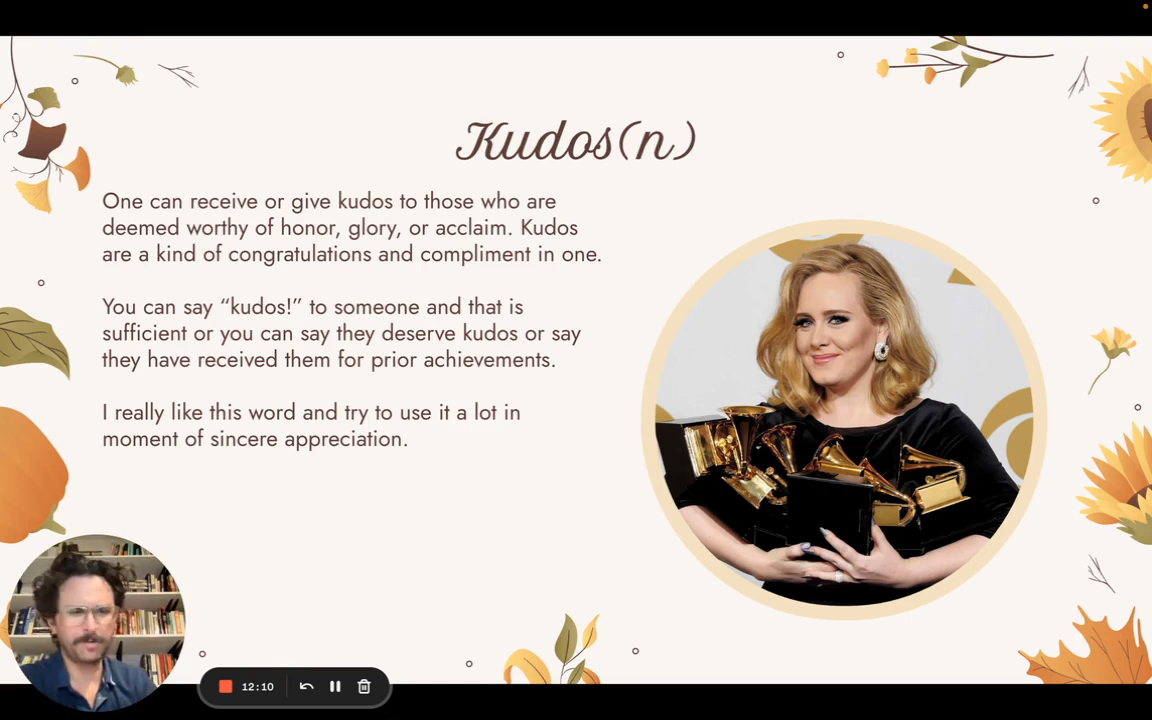 Kudos(n)
One can receive or give kudos to those who are
deemed worthy of honor, glory, or acclaim. Kudos
are a kind of congratulations and compliment in one.
You can say “kudos!” to someone and that is
sufficient or you can say they deserve kudos or say
they have received them for prior achievements.
I really like this word and try to use it a lot in
moment of sincere appreciation.
12:10